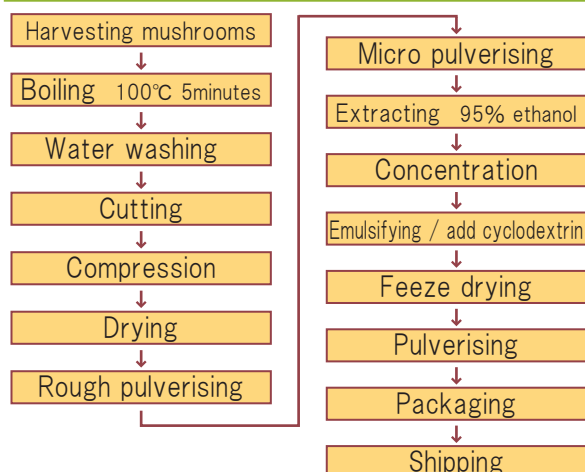 Harvesting mushrooms
Boiling 100℃ 5minutes
Water washing
Cutting
Compression
Drying
Rough pulverising
Micro pulverising
Extracting 95% ethanol
Concentration
Emulsifying / add cyclodextrin
Feeze drying
Pulverising
Packaging
Shipping